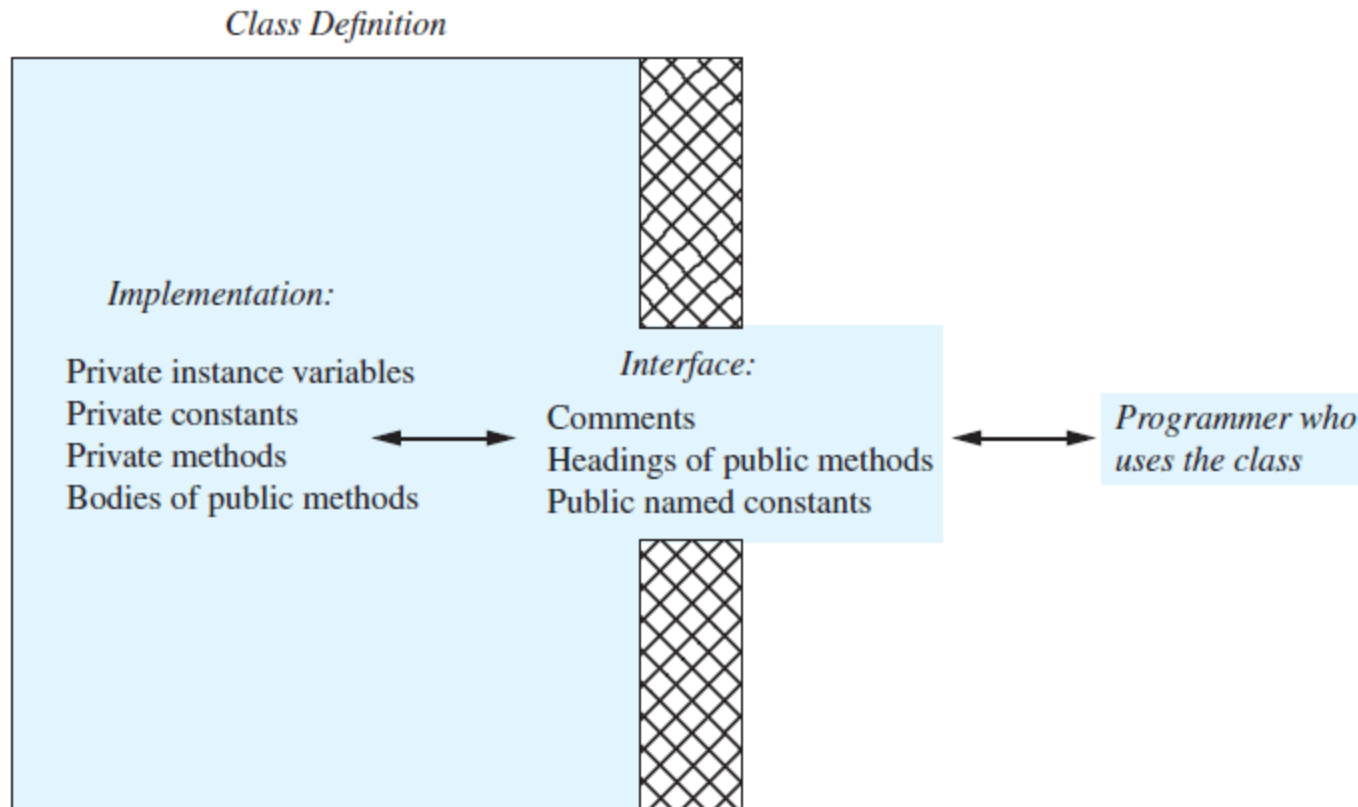 Class Definition
Implementation:
Private instance variables
Private constants
Private methods
Bodies of public methods
Interface:
Comments
Headings of public methods
Public named constants
Programmer who
uses the class